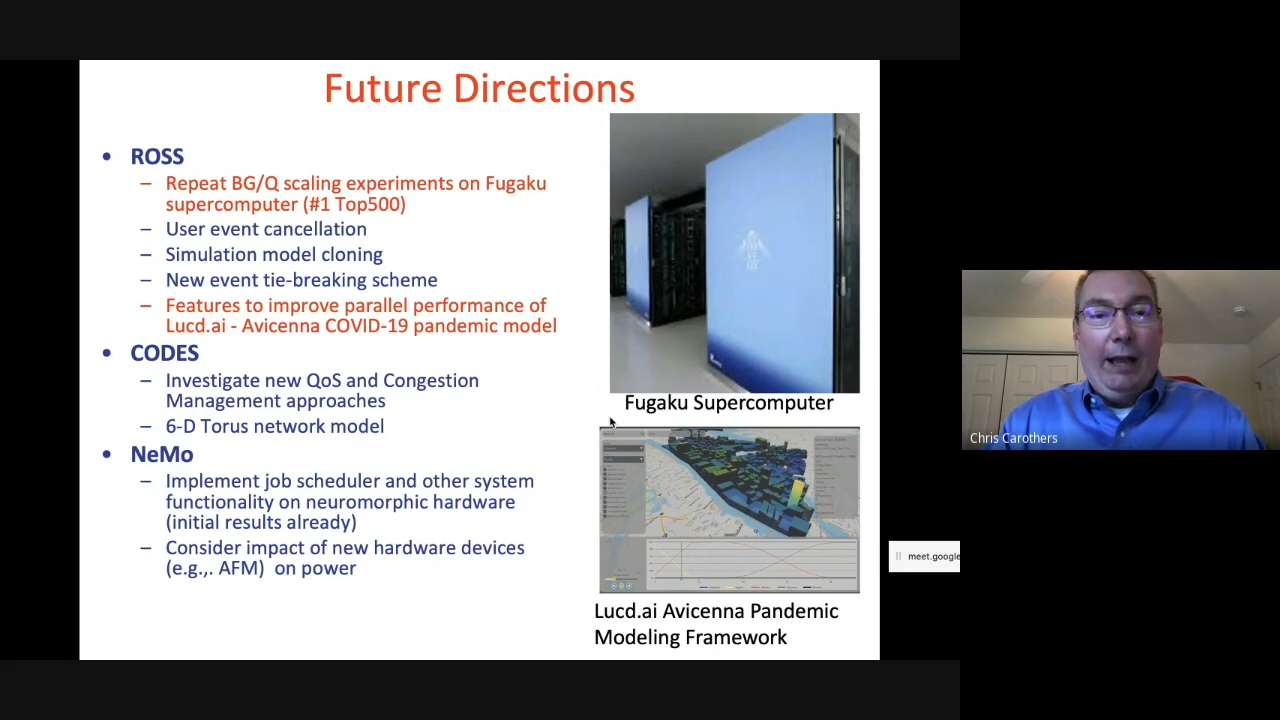 Future Directions
• ROSS
– Repeat BG/Q scaling experiments on Fugaku
supercomputer (#1 Top500)
– User event cancellation
– Simulation model cloning
– New event tie-breaking scheme
– Features to improve parallel performance of
Lucd.ai - Avicenna COVID-19 pandemic model
• CODES
– Investigate new QoS and Congestion
Management approaches
– 6-D Torus network model
• NeMo
– Implement job scheduler and other system
functionality on neuromorphic hardware
(initial results already)
– Consider impact of new hardware devices
(e.g.,. AFM) on power
Fugaku Supercomputer
Lucd.ai Avicenna Pandemic
Modeling Framework
Chris Carothers
meet.google